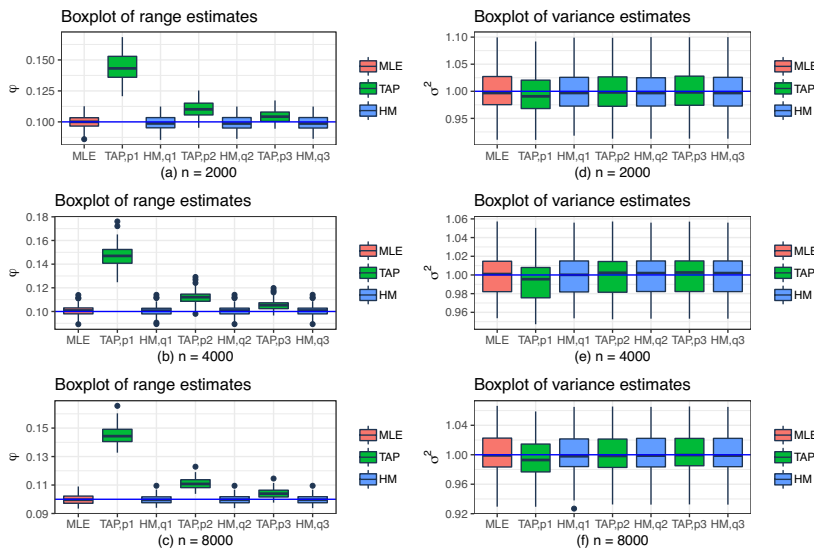 Boxplot of range estimates
φ
0.150
0.125
0.100
MLE TAP,p1 HM,q1 TAP,p2 HM,q2 TAP,p3 HM,q3
(a) n = 2000
MLE
TAP
HM
Boxplot of variance estimates
σ²
1.10
1.05
1.00
0.95
MLE TAP,p1 HM,q1 TAP,p2 HM,q2 TAP,p3 HM,q3
(d) n = 2000
MLE
TAP
HM
Boxplot of range estimates
φ
0.18
0.16
0.14
0.12
0.10
MLE TAP,p1 HM,q1 TAP,p2 HM,q2 TAP,p3 HM,q3
(b) n = 4000
MLE
TAP
HM
Boxplot of variance estimates
σ²
1.06
1.04
1.02
1.00
0.98
0.96
MLE TAP,p1 HM,q1 TAP,p2 HM,q2 TAP,p3 HM,q3
(e) n = 4000
MLE
TAP
HM
Boxplot of range estimates
φ
0.15
0.13
0.11
0.09
MLE TAP,p1 HM,q1 TAP,p2 HM,q2 TAP,p3 HM,q3
(c) n = 8000
MLE
TAP
HM
Boxplot of variance estimates
σ²
1.04
1.00
0.96
0.92
MLE TAP,p1 HM,q1 TAP,p2 HM,q2 TAP,p3 HM,q3
(f) n = 8000
MLE
TAP
HM